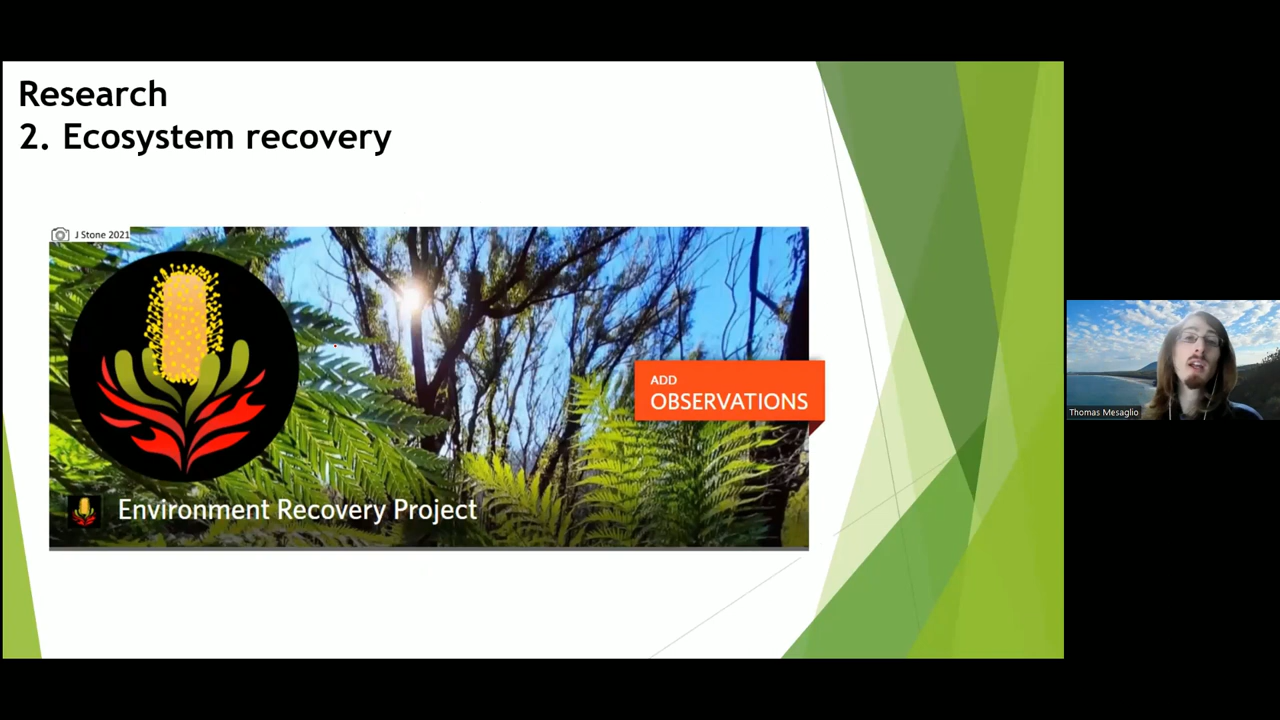 Research
2. Ecosystem recovery
J Stone 2021
ADD
OBSERVATIONS
Environment Recovery Project
Thomas Mesaglio